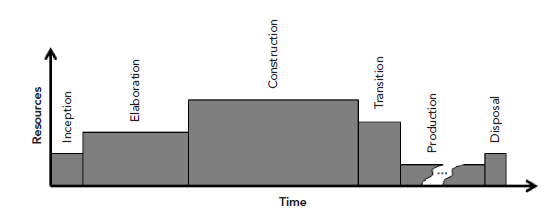 Resources
Inception
Elaboration
Construction
Transition
Production
...
Disposal
Time